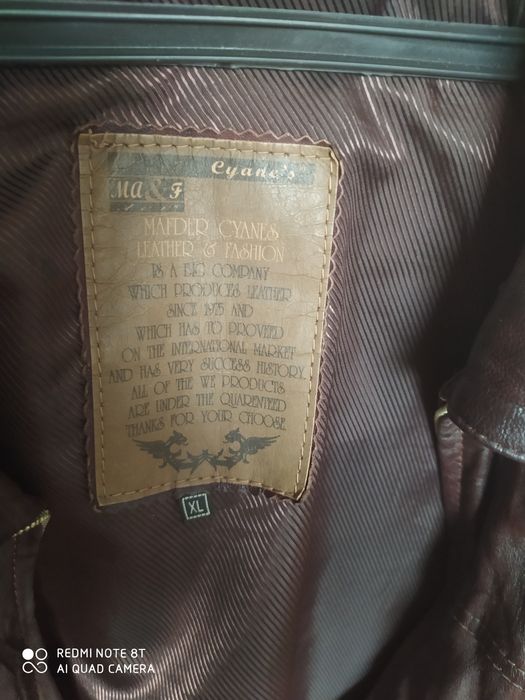 Cyane's
MA&F
MAFDER CYANES
LEATHER & FASHION
IS A BIG COMPANY
WHICH PRODUCES LEATHER
SINCE 1975 AND
WHICH HAS TO PROVEED
ON THE INTERNATIONAL MARKET
AND HAS VERY SUCCESS HISTORY.
ALL OF THE WE PRODUCTS
ARE UNDER THE QUARENTEED
THANKS FOR YOUR CHOOSE
XL
REDMI NOTE 8T
AI QUAD CAMERA